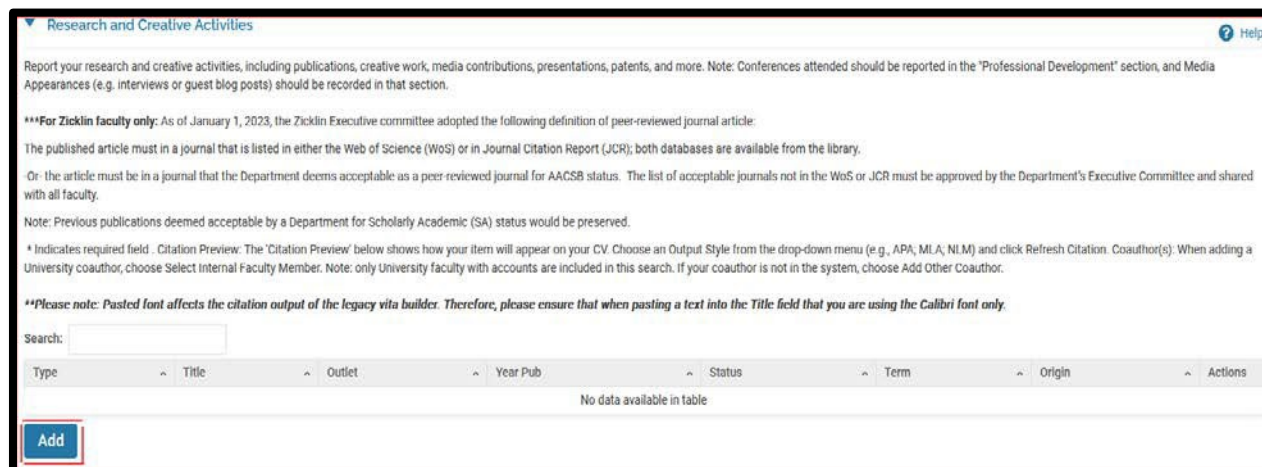 Research and Creative Activities
Help
Report your research and creative activities, including publications, creative work, media contributions, presentations, patents, and more. Note: Conferences attended should be reported in the "Professional Development" section, and Media
Appearances (e.g. interviews or guest blog posts) should be recorded in that section.
***For Zicklin faculty only: As of January 1, 2023, the Zicklin Executive committee adopted the following definition of peer-reviewed journal article:
The published article must in a journal that is listed in either the Web of Science (WoS) or in Journal Citation Report (JCR); both databases are available from the library.
-Or- the article must be in a journal that the Department deems acceptable as a peer-reviewed journal for AACSB status. The list of acceptable journals not in the WoS or JCR must be approved by the Department's Executive Committee and shared
with all faculty.
Note: Previous publications deemed acceptable by a Department for Scholarly Academic (SA) status would be preserved.
* Indicates required field . Citation Preview: The 'Citation Preview' below shows how your item will appear on your CV. Choose an Output Style from the drop-down menu (e.g., APA; MLA; NLM) and click Refresh Citation. Coauthor(s): When adding a
University coauthor, choose Select Internal Faculty Member. Note: only University faculty with accounts are included in this search. If your coauthor is not in the system, choose Add Other Coauthor.
**Please note: Pasted font affects the citation output of the legacy vita builder. Therefore, please ensure that when pasting a text into the Title field that you are using the Calibri font only.
Search:
Type Title Outlet Year Pub Status Term Origin Actions
No data available in table
Add